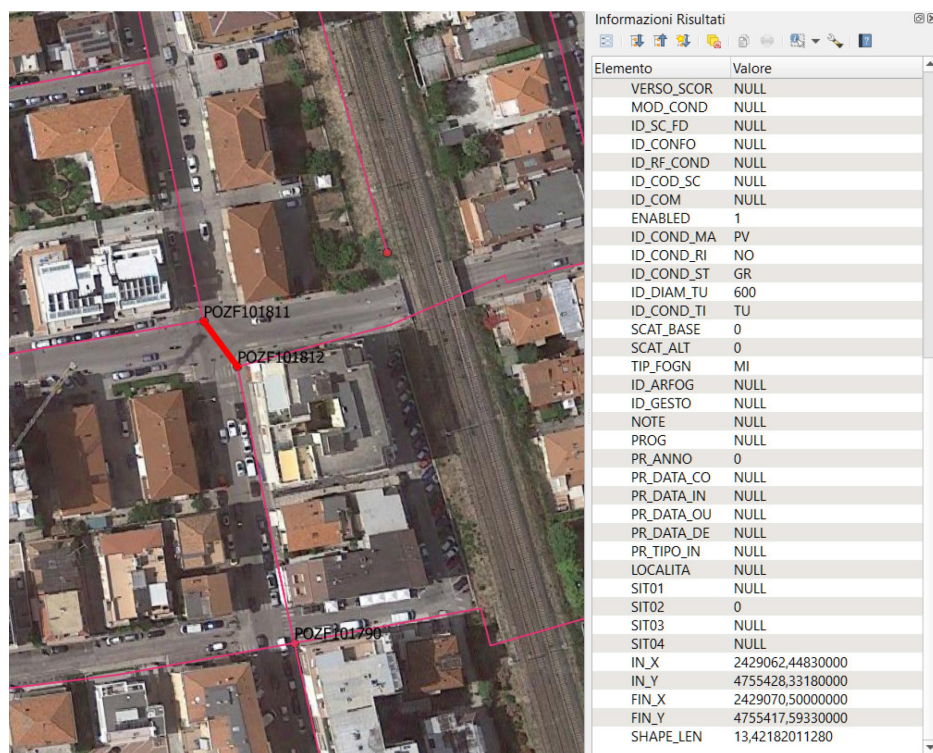 Informazioni Risultati
Elemento Valore
VERSO_SCOR NULL
MOD_COND NULL
ID_SC_FD NULL
ID_CONFO NULL
ID_RF_COND NULL
ID_COD_SC NULL
ID_COM NULL
ENABLED 1
ID_COND_MA PV
ID_COND_RI NO
ID_COND_ST GR
ID_DIAM_TU 600
ID_COND_TI TU
SCAT_BASE 0
SCAT_ALT 0
TIP_FOGN MI
ID_ARFOG NULL
ID_GESTO NULL
NOTE NULL
PROG NULL
PR_ANNO 0
PR_DATA_CO NULL
PR_DATA_IN NULL
PR_DATA_OU NULL
PR_DATA_DE NULL
PR_TIPO_IN NULL
LOCALITA NULL
SIT01 NULL
SIT02 0
SIT03 NULL
SIT04 NULL
IN_X 2429062,44830000
IN_Y 4755428,33180000
FIN_X 2429070,50000000
FIN_Y 4755417,59330000
SHAPE_LEN 13,42182011280
POZF101811
POZF101812
POZF101790